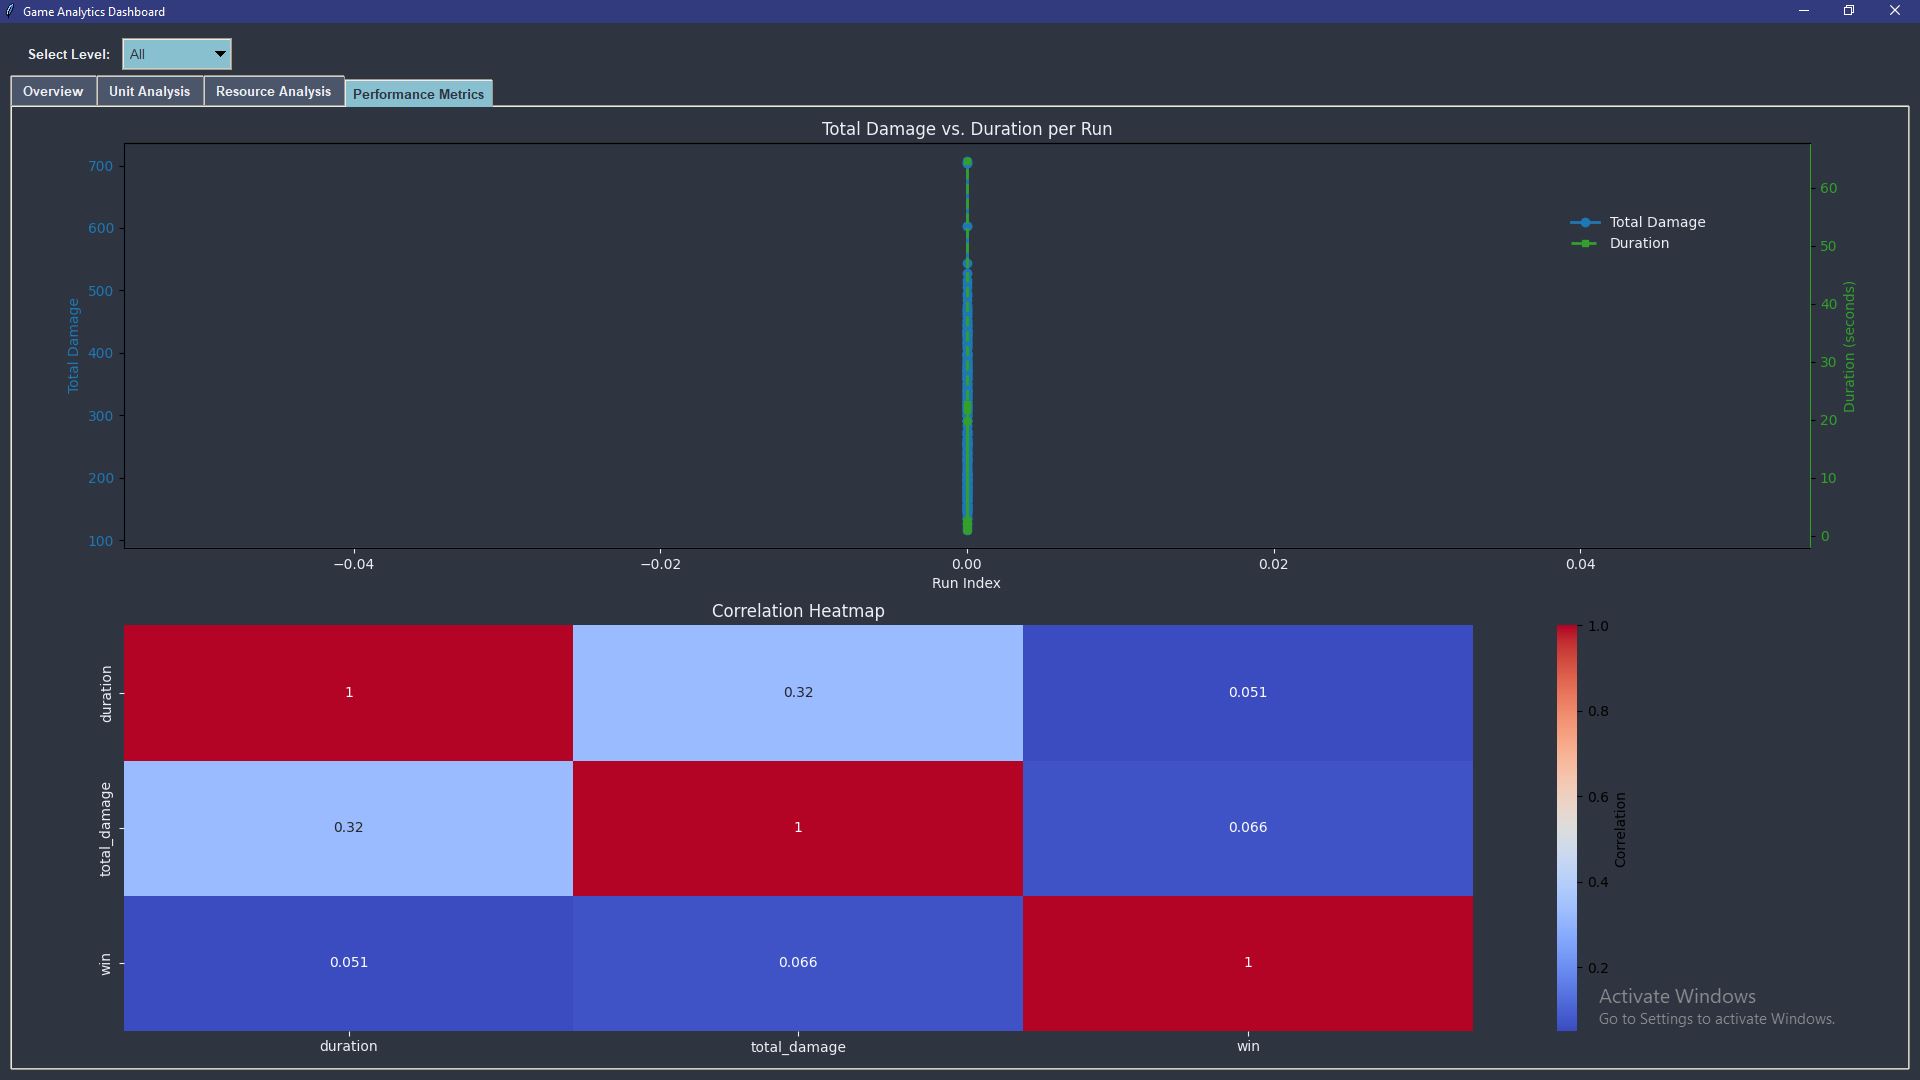 Game Analytics Dashboard
Select Level: All
Overview Unit Analysis Resource Analysis Performance Metrics
Total Damage vs. Duration per Run
700
600
500
400
300
200
100
Total Damage
60
50
40
30
20
10
0
Duration (seconds)
Total Damage
Duration
−0.04 −0.02 0.00 0.02 0.04
Run Index
Correlation Heatmap
duration
1 0.32 0.051
total_damage
0.32 1 0.066
win
0.051 0.066 1
duration total_damage win
1.0
0.8
0.6
0.4
0.2
Correlation
Activate Windows
Go to Settings to activate Windows.